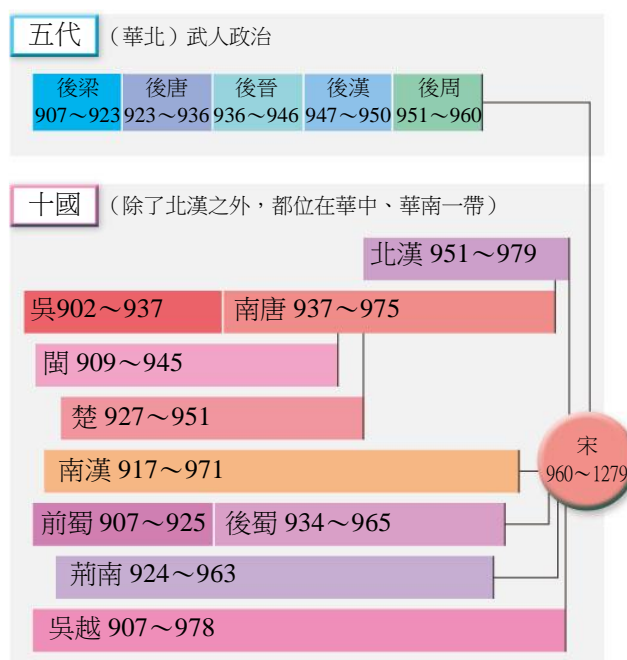 五代 （華北）武人政治
後梁 後唐 後晉 後漢 後周
907～923 923～936 936～946 947～950 951～960
十國 （除了北漢之外，都位在華中、華南一帶）
北漢 951～979
吳902～937 南唐 937～975
閩 909～945
楚 927～951
南漢 917～971
前蜀 907～925 後蜀 934～965
荊南 924～963
吳越 907～978
宋
960～1279